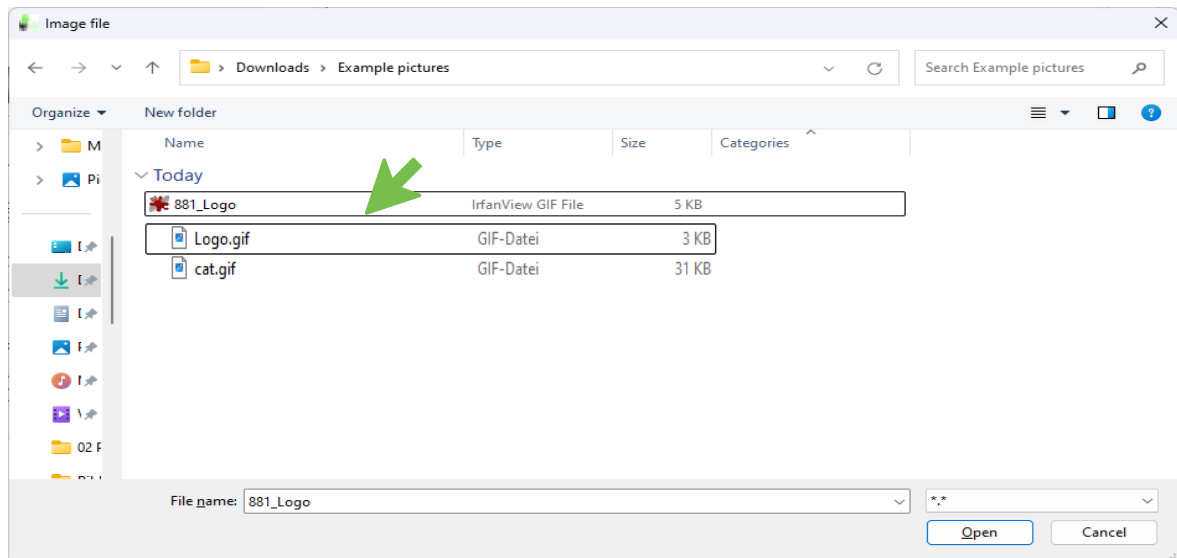 Image file
Downloads > Example pictures
Search Example pictures
Organize
New folder
Name Type Size Categories
Today
881_Logo IrfanView GIF File 5 KB
Logo.gif GIF-Datei 3 KB
cat.gif GIF-Datei 31 KB
02
File name: 881_Logo
*.*
Open Cancel